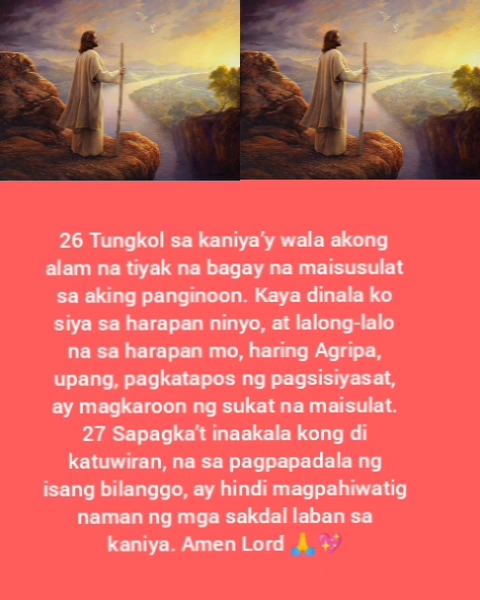 26 Tungkol sa kaniya'y wala akong
alam na tiyak na bagay na maisusulat
sa aking panginoon. Kaya dinala ko
siya sa harapan ninyo, at lalong-lalo
na sa harapan mo, haring Agripa,
upang, pagkatapos ng pagsisiyasat,
ay magkaroon ng sukat na maisulat.
27 Sapagka't inaakala kong di
katuwiran, na sa pagpapadala ng
isang bilanggo, ay hindi magpahiwatig
naman ng mga sakdal laban sa
kaniya. Amen Lord 🙏💖